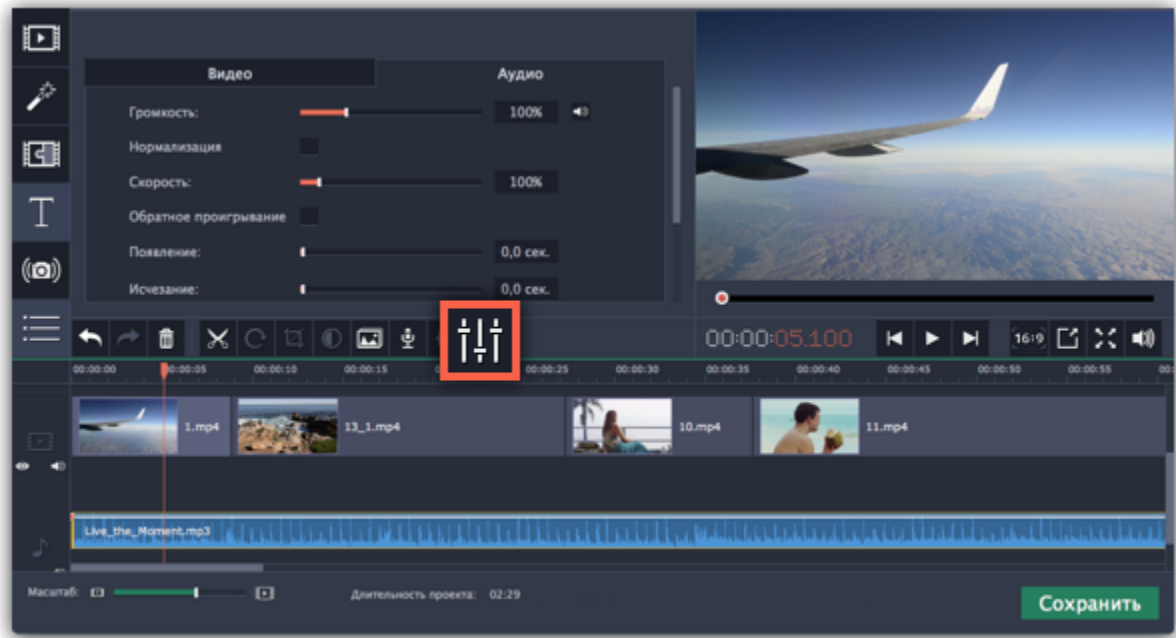 Видео
Аудио
Громкость:
100%
Нормализация
Скорость:
100%
Обратное проигрывание
Появление:
0,0 сек.
Исчезание:
0,0 сек.
T
00:00:05.100
16:9
00:00:00
00:00:05
00:00:10
00:00:15
00:00:25
00:00:30
00:00:35
00:00:40
00:00:45
00:00:50
00:00:55
1.mp4
13_1.mp4
10.mp4
11.mp4
Live_the_Moment.mp3
Масштаб:
Длительность проекта: 02:29
Сохранить